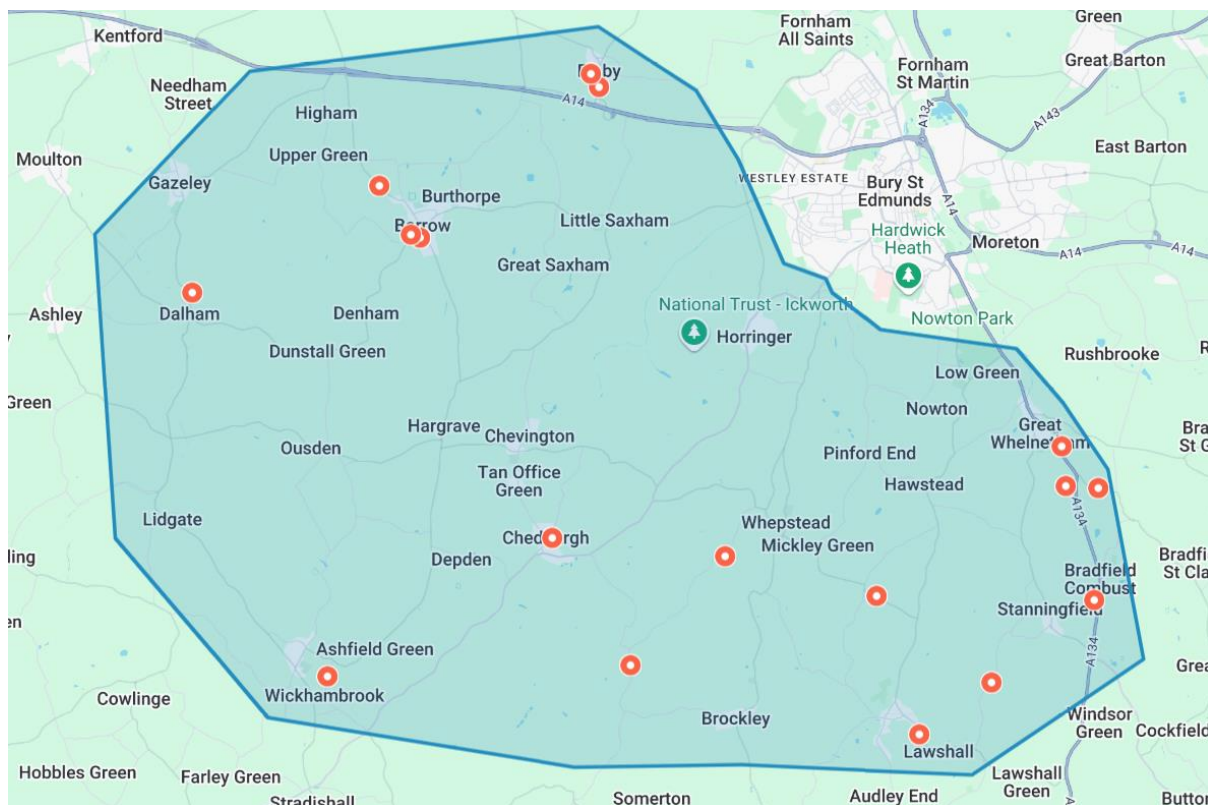 Kentford
Fornham
All Saints
Green
Great Barton
Fornham
St Martin
Needham
Street
A14
A134
A143
Higham
East Barton
Moulton
Upper Green
Gazeley
WESTLEY ESTATE
Bury St
Edmunds
Burthorpe
Little Saxham
A14
Hardwick
Heath
Moreton
A14
Great Saxham
Ashley
Dalham
Denham
National Trust - Ickworth
Nowton Park
Horringer
Dunstall Green
Rushbrooke
Low Green
Green
Nowton
Hargrave
Chevington
Great
Whelnetham
Ousden
Pinford End
Tan Office
Green
Hawstead
Lidgate
A134
Whepstead
Mickley Green
Depden
Bradfield
Combust
Stanningfield
Ashfield Green
A134
Wickhambrook
Cowlinge
Brockley
Windsor
Green
Cockfield
Lawshall
Hobbles Green
Farley Green
Lawshall
Green
Stradishall
Somerton
Audley End